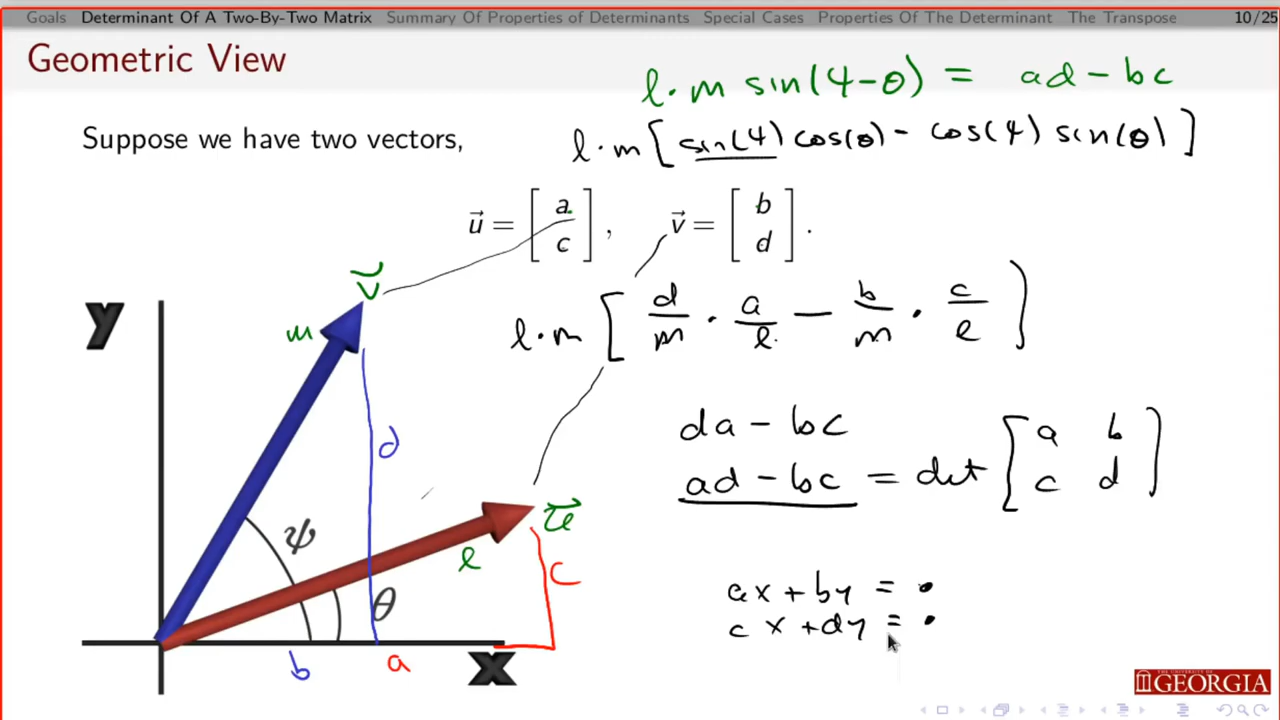 Goals Determinant Of A Two-By-Two Matrix Summary Of Properties of Determinants Special Cases Properties Of The Determinant The Transpose 10/25
Geometric View
l·m sin(ψ-θ) = ad-bc
Suppose we have two vectors,
l·m[sin(ψ)cos(θ)-cos(ψ)sin(θ)]
u⃗ = [a c], v⃗ = [b d].
v⃗
y
m
l·m[d/m · a/l - b/m · c/l]
d
da - bc
ad - bc = det [a b
c d]
u⃗
ψ
l
c
θ
ax + by = ·
cx + dy = ·
b
a
x
THE UNIVERSITY OF
GEORGIA